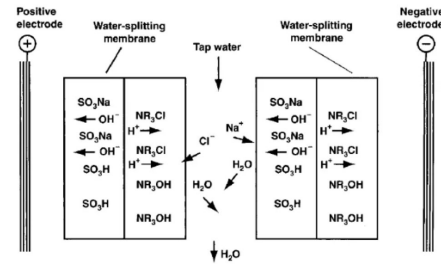 Positive
electrode
+
Water-splitting
membrane
Tap water
Water-splitting
membrane
Negative
electrode
−
SO₃Na
← OH⁻
SO₃Na
← OH⁻
SO₃H
SO₃H
NR₃Cl
H⁺ →
NR₃Cl
H⁺ →
NR₃OH
NR₃OH
Cl⁻
Na⁺
H₂O
H₂O
H₂O
SO₃Na
← OH⁻
SO₃Na
← OH⁻
SO₃H
SO₃H
NR₃Cl
H⁺ →
NR₃Cl
H⁺ →
NR₃OH
NR₃OH